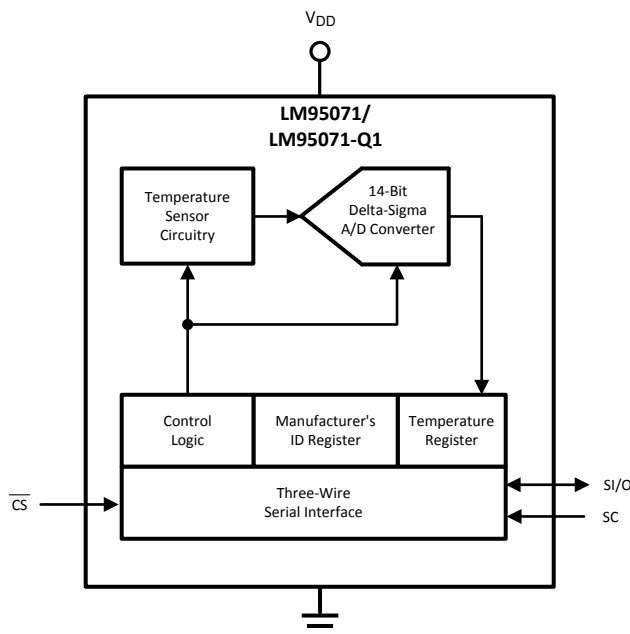 VDD
LM95071/
LM95071-Q1
Temperature
Sensor
Circuitry
14-Bit
Delta-Sigma
A/D Converter
Control
Logic
Manufacturer's
ID Register
Temperature
Register
Three-Wire
Serial Interface
CS
SI/O
SC